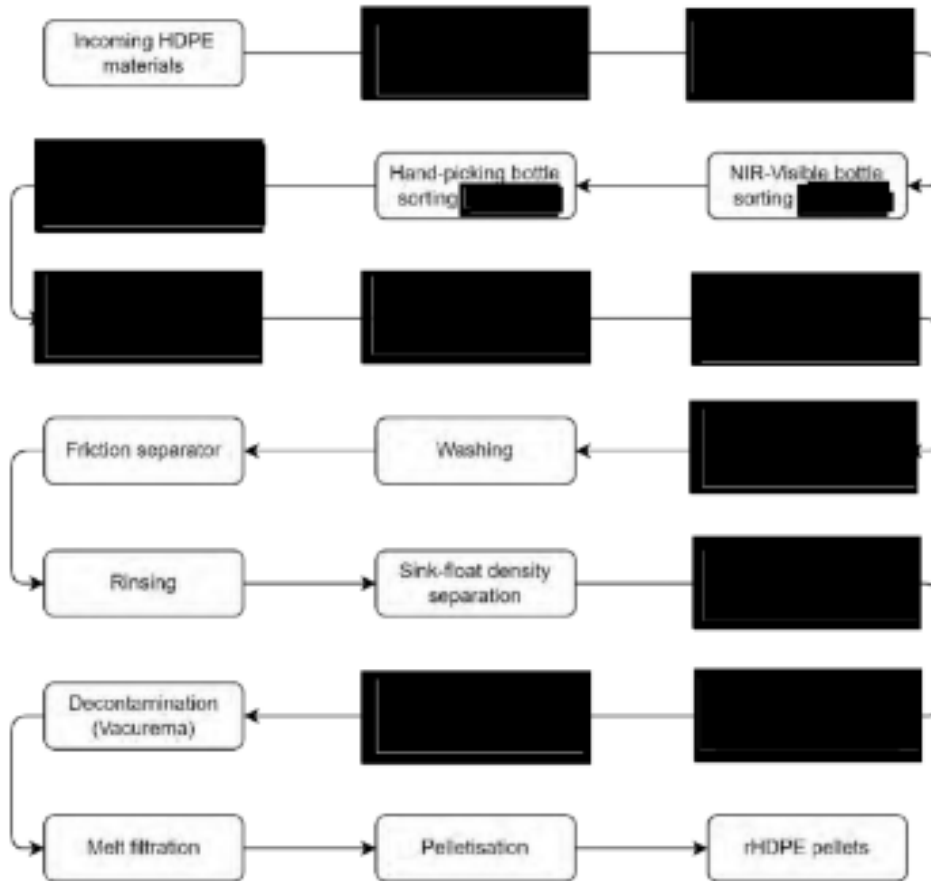 Incoming HDPE
materials
Hand-picking bottle
sorting
NIR-Visible bottle
sorting
Friction separator
Washing
Rinsing
Sink-float density
separation
Decontamination
(Vacurema)
Melt filtration
Pelletisation
rHDPE pellets